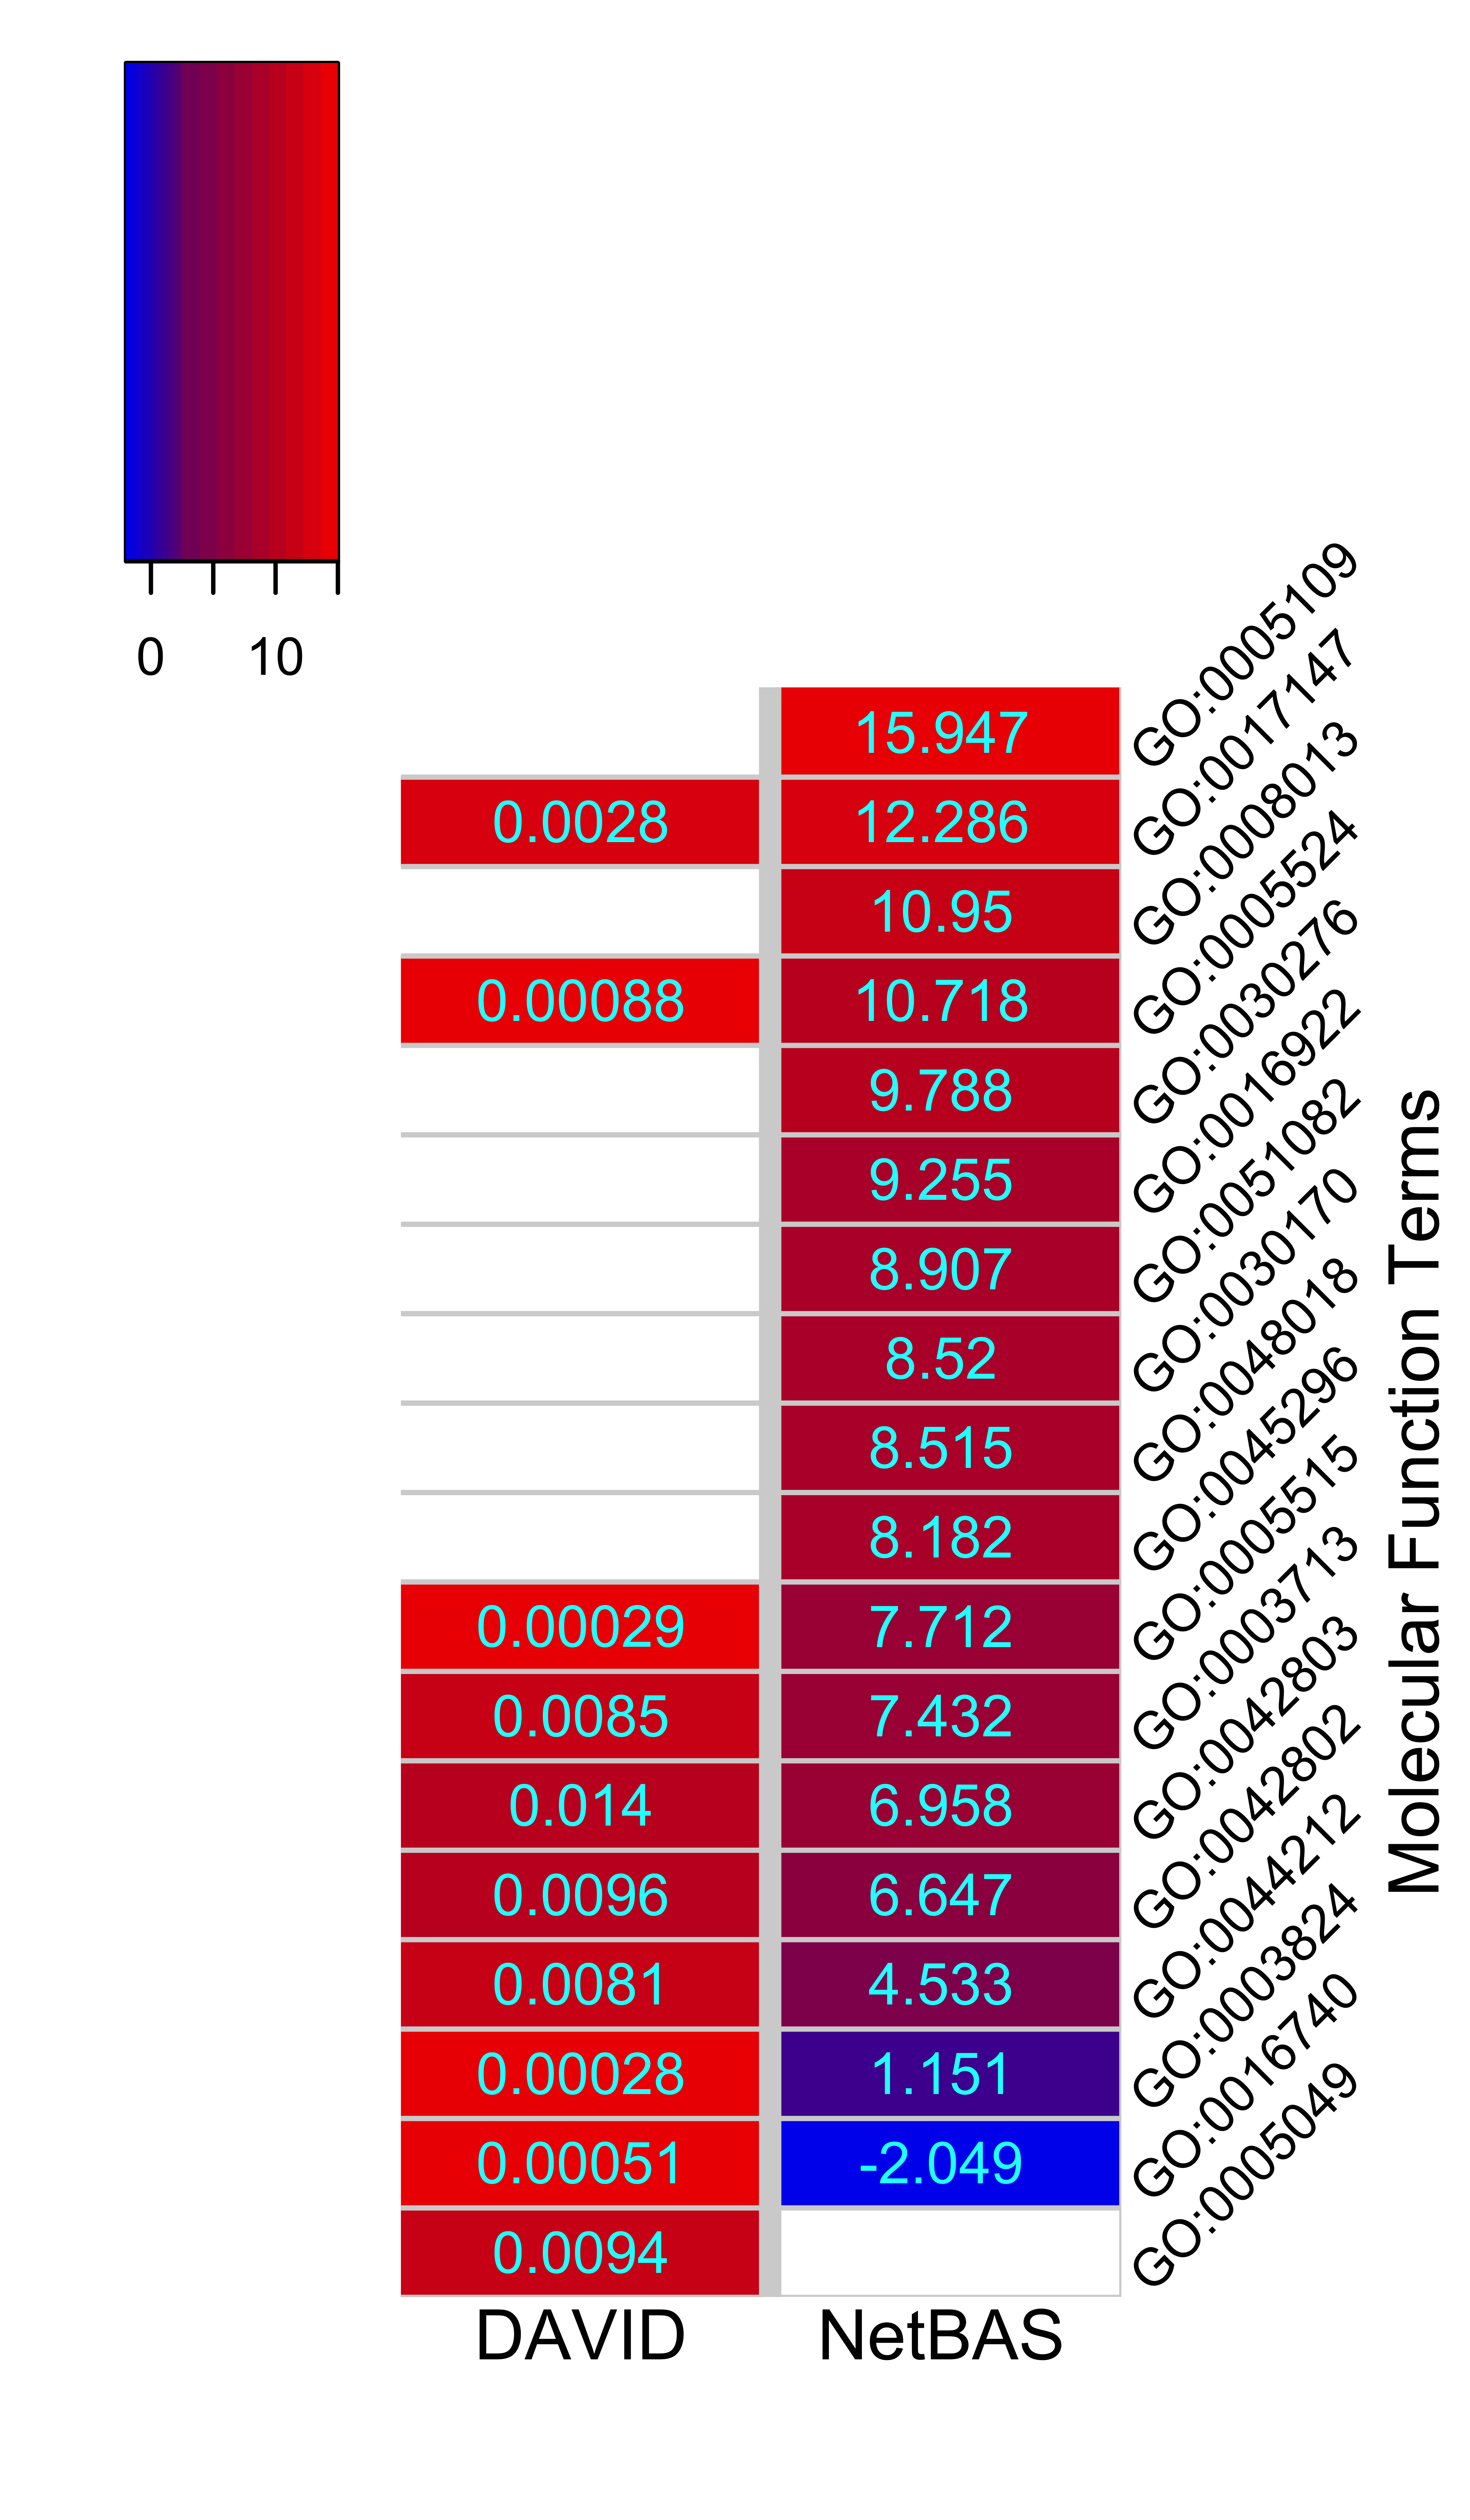 0 10
15.947 GO:0005109
0.0028 12.286 GO:0017147
10.95 GO:0008013
0.00088 10.718 GO:0005524
9.788 GO:0030276
9.255 GO:0016922
8.907 GO:0051082
8.52 GO:0030170
8.515 GO:0048018
8.182 GO:0045296
0.00029 7.712 GO:0005515
0.0085 7.432 GO:0003713
0.014 6.958 GO:0042803
0.0096 6.647 GO:0042802
0.0081 4.533 GO:0044212
0.00028 1.151 GO:0003824
0.00051 -2.049 GO:0016740
0.0094 GO:0005048
DAVID NetBAS
Molecular Function Terms